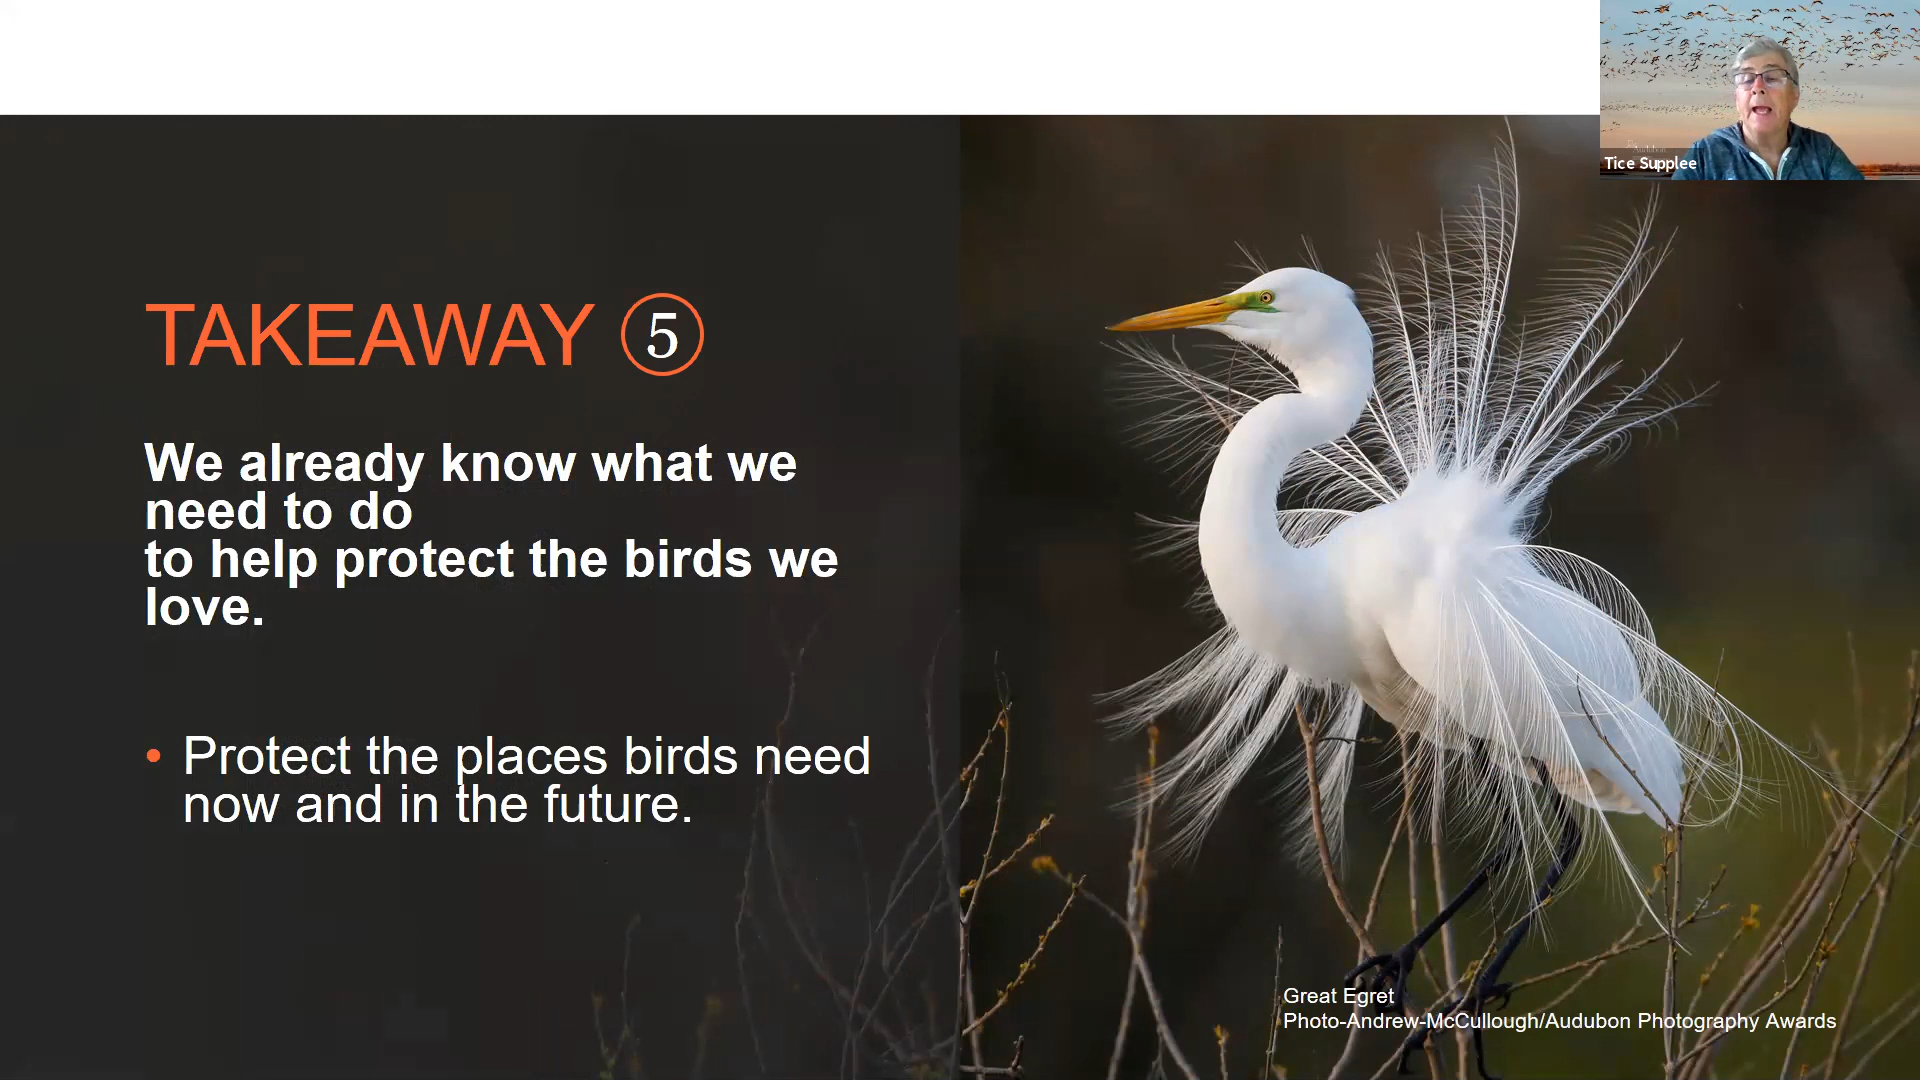 TAKEAWAY 5
We already know what we
need to do
to help protect the birds we
love.
• Protect the places birds need
now and in the future.
Great Egret
Photo-Andrew-McCullough/Audubon Photography Awards
Audubon
Tice Supplee